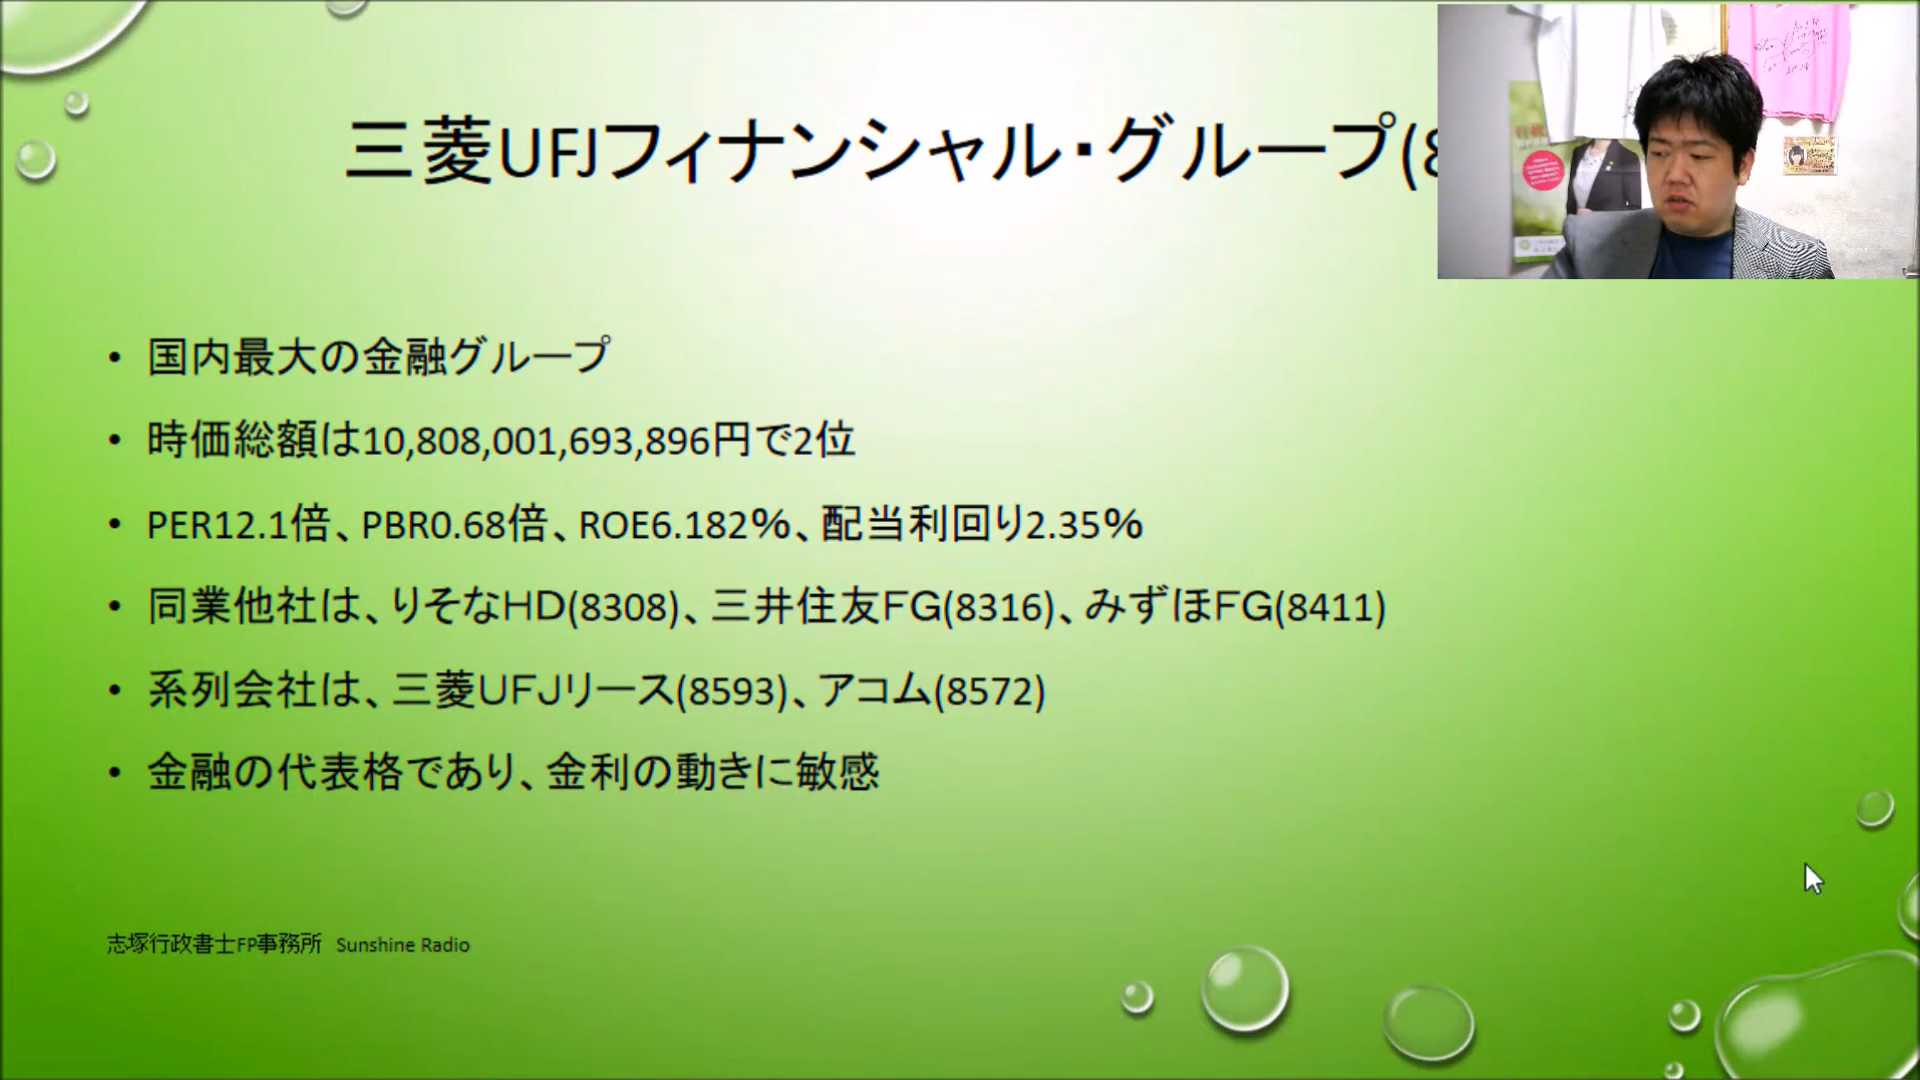 三菱UFJフィナンシャル・グループ(8
国内最大の金融グループ
時価総額は10,808,001,693,896円で2位
PER12.1倍、PBR0.68倍、ROE6.182%、配当利回り2.35%
同業他社は、りそなHD(8308)、三井住友FG(8316)、みずほFG(8411)
系列会社は、三菱UFJリース(8593)、アコム(8572)
金融の代表格であり、金利の動きに敏感
志塚行政書士FP事務所 Sunshine Radio